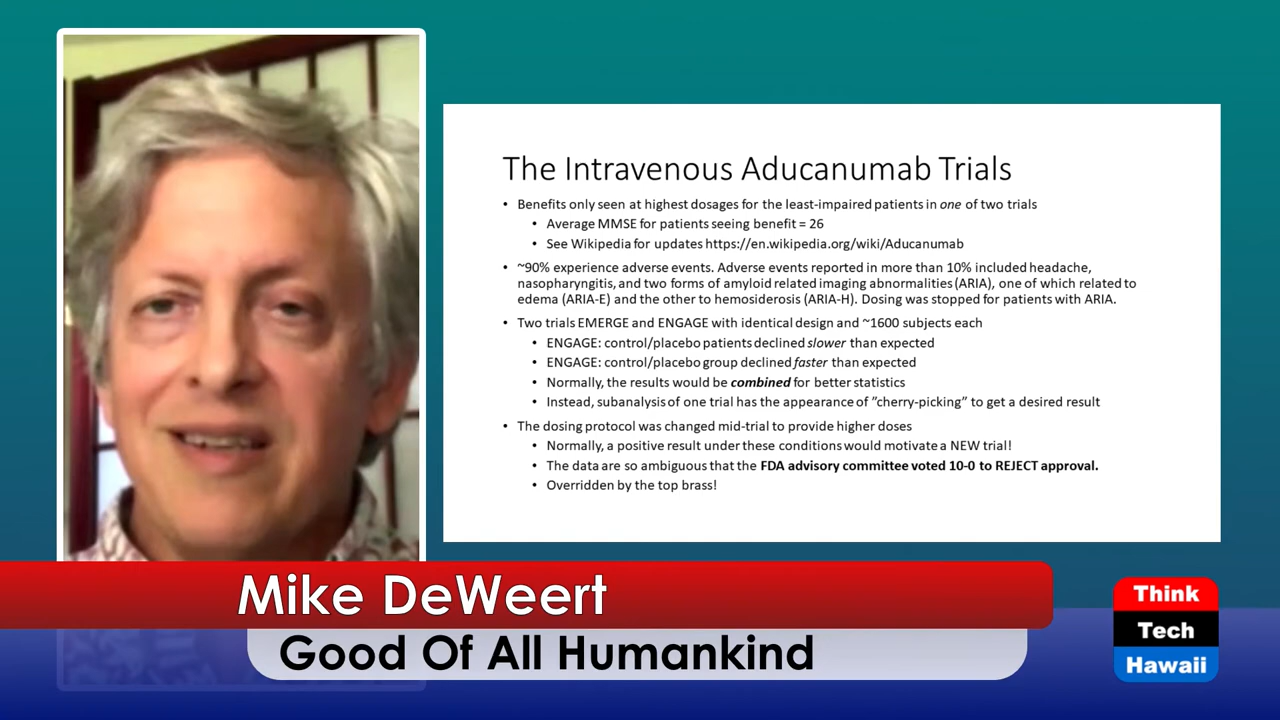 The Intravenous Aducanumab Trials
• Benefits only seen at highest dosages for the least-impaired patients in one of two trials
• Average MMSE for patients seeing benefit = 26
• See Wikipedia for updates https://en.wikipedia.org/wiki/Aducanumab
• ~90% experience adverse events. Adverse events reported in more than 10% included headache,
nasopharyngitis, and two forms of amyloid related imaging abnormalities (ARIA), one of which related to
edema (ARIA-E) and the other to hemosiderosis (ARIA-H). Dosing was stopped for patients with ARIA.
• Two trials EMERGE and ENGAGE with identical design and ~1600 subjects each
• ENGAGE: control/placebo patients declined slower than expected
• ENGAGE: control/placebo group declined faster than expected
• Normally, the results would be combined for better statistics
• Instead, subanalysis of one trial has the appearance of ”cherry-picking” to get a desired result
• The dosing protocol was changed mid-trial to provide higher doses
• Normally, a positive result under these conditions would motivate a NEW trial!
• The data are so ambiguous that the FDA advisory committee voted 10-0 to REJECT approval.
• Overridden by the top brass!
Mike DeWeert
Good Of All Humankind
Think
Tech
Hawaii